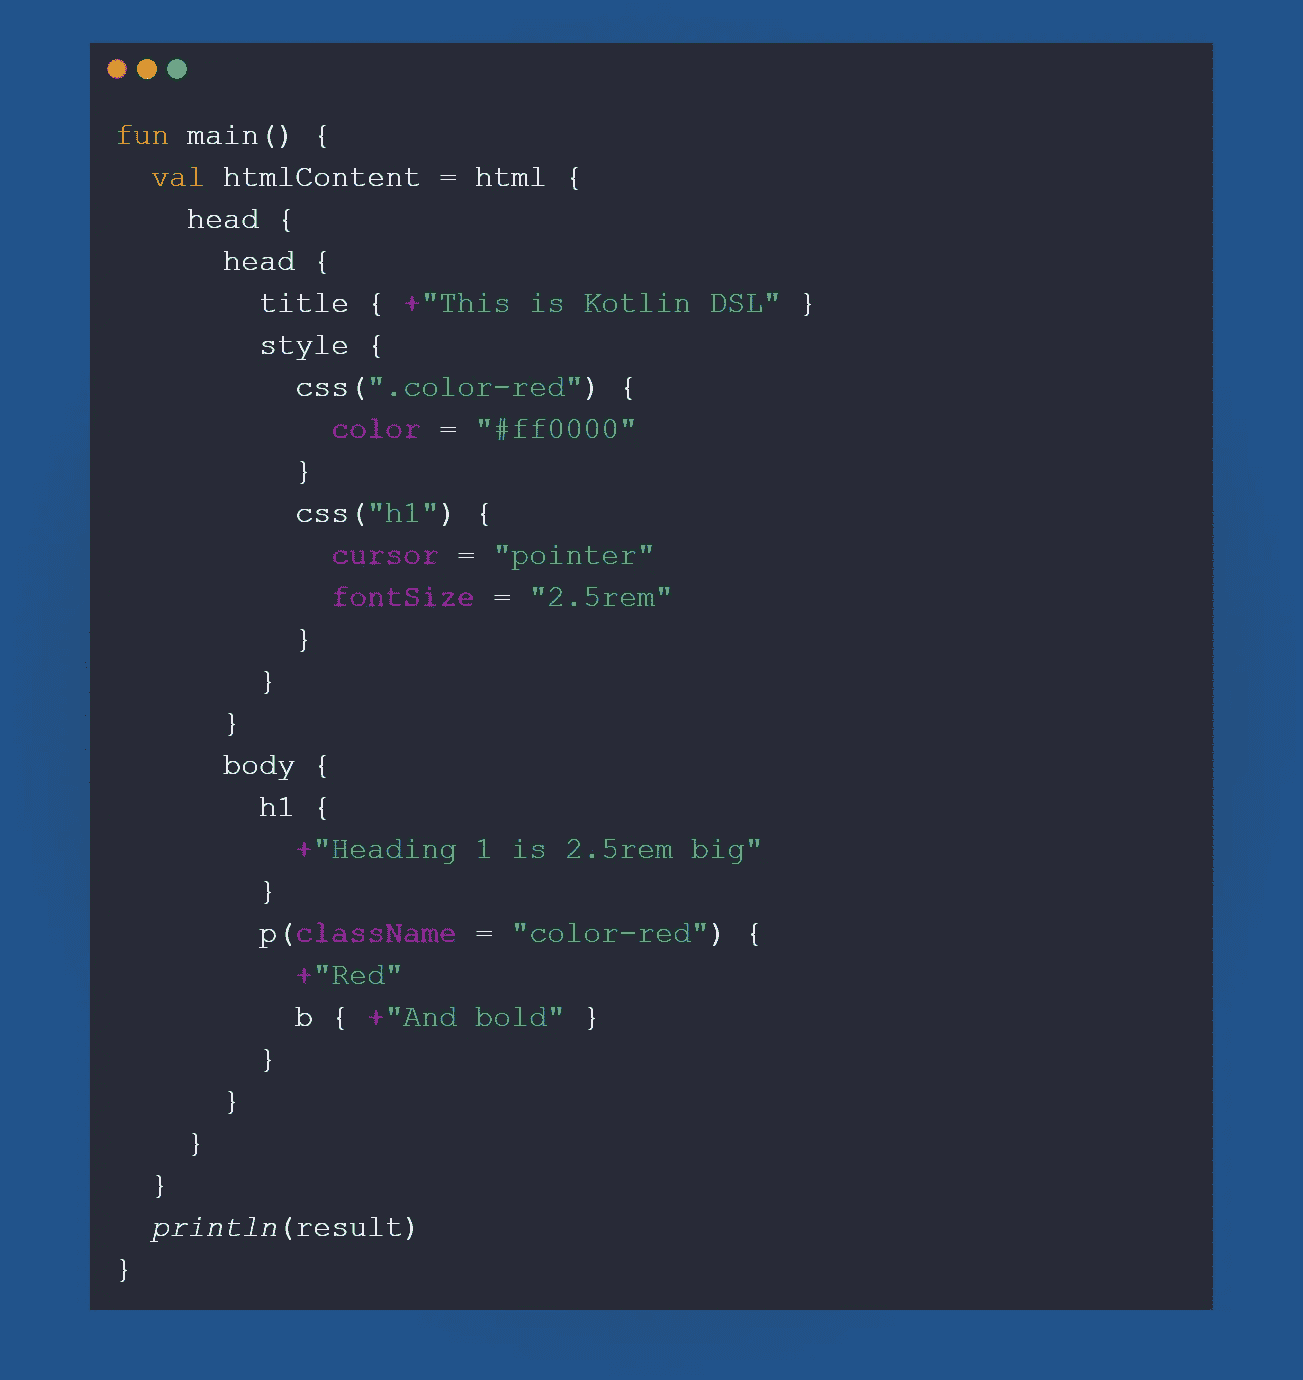 fun main() {
  val htmlContent = html {
    head {
      head {
        title { +"This is Kotlin DSL" }
        style {
          css(".color-red") {
            color = "#ff0000"
          }
          css("h1") {
            cursor = "pointer"
            fontSize = "2.5rem"
          }
        }
      }
      body {
        h1 {
          +"Heading 1 is 2.5rem big"
        }
        p(className = "color-red") {
          +"Red"
          b { +"And bold" }
        }
      }
    }
  }
  println(result)
}